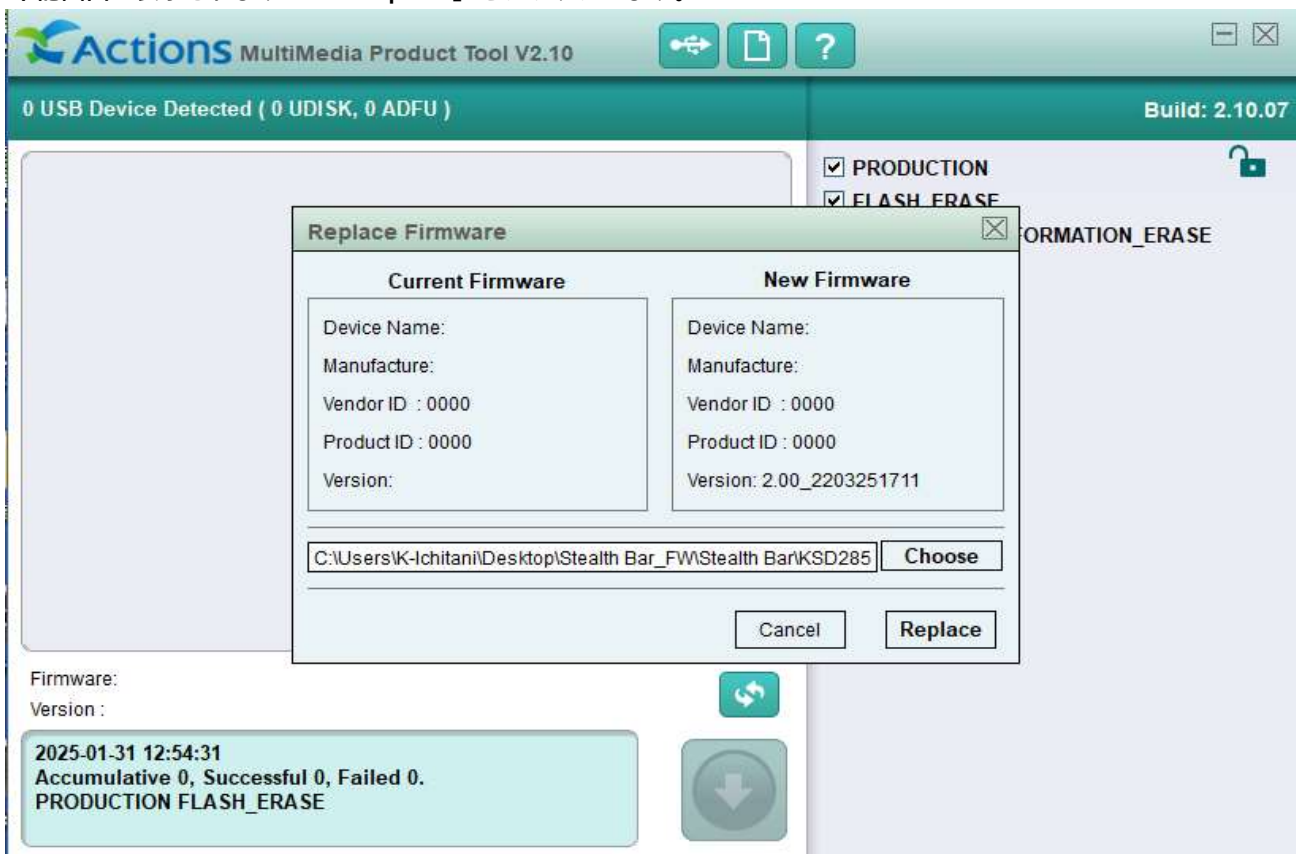 Actions MultiMedia Product Tool V2.10
?
0 USB Device Detected ( 0 UDISK, 0 ADFU )
Build: 2.10.07
PRODUCTION
FLASH_ERASE
ORMATION_ERASE
Replace Firmware
Current Firmware
New Firmware
Device Name:
Manufacture:
Vendor ID : 0000
Product ID : 0000
Version:
Device Name:
Manufacture:
Vendor ID : 0000
Product ID : 0000
Version: 2.00_2203251711
C:\Users\K-Ichitani\Desktop\Stealth Bar_FW\Stealth Bar\KSD285
Choose
Cancel
Replace
Firmware:
Version :
2025-01-31 12:54:31
Accumulative 0, Successful 0, Failed 0.
PRODUCTION FLASH_ERASE